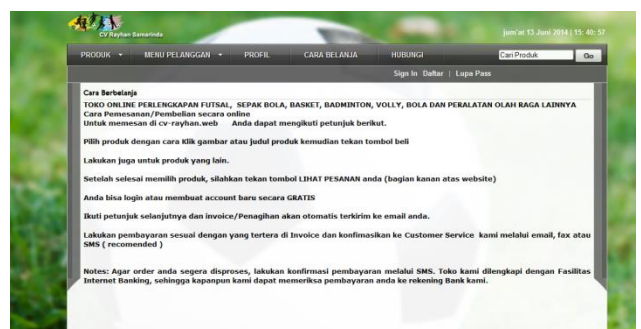 CV Rayhan Samarinda
jum'at 13 Juni 2014 | 15: 40: 57
PRODUK MENU PELANGGAN PROFIL CARA BELANJA HUBUNGI Cari Produk Go
Sign In Daftar | Lupa Pass
Cara Berbelanja
TOKO ONLINE PERLENGKAPAN FUTSAL, SEPAK BOLA, BASKET, BADMINTON, VOLLY, BOLA DAN PERALATAN OLAH RAGA LAINNYA
Cara Pemesanan/Pembelian secara online
Untuk memesan di cv-rayhan.web Anda dapat mengikuti petunjuk berikut.
Pilih produk dengan cara Klik gambar atau judul produk kemudian tekan tombol beli
Lakukan juga untuk produk yang lain.
Setelah selesai memilih produk, silahkan tekan tombol LIHAT PESANAN anda (bagian kanan atas website)
Anda bisa login atau membuat account baru secara GRATIS
Ikuti petunjuk selanjutnya dan invoice/Penagihan akan otomatis terkirim ke email anda.
Lakukan pembayaran sesuai dengan yang tertera di Invoice dan konfimasikan ke Customer Service kami melalui email, fax atau
SMS ( recomended )
Notes: Agar order anda segera disproses, lakukan konfirmasi pembayaran melalui SMS. Toko kami dilengkapi dengan Fasilitas
Internet Banking, sehingga kapanpun kami dapat memeriksa pembayaran anda ke rekening Bank kami.